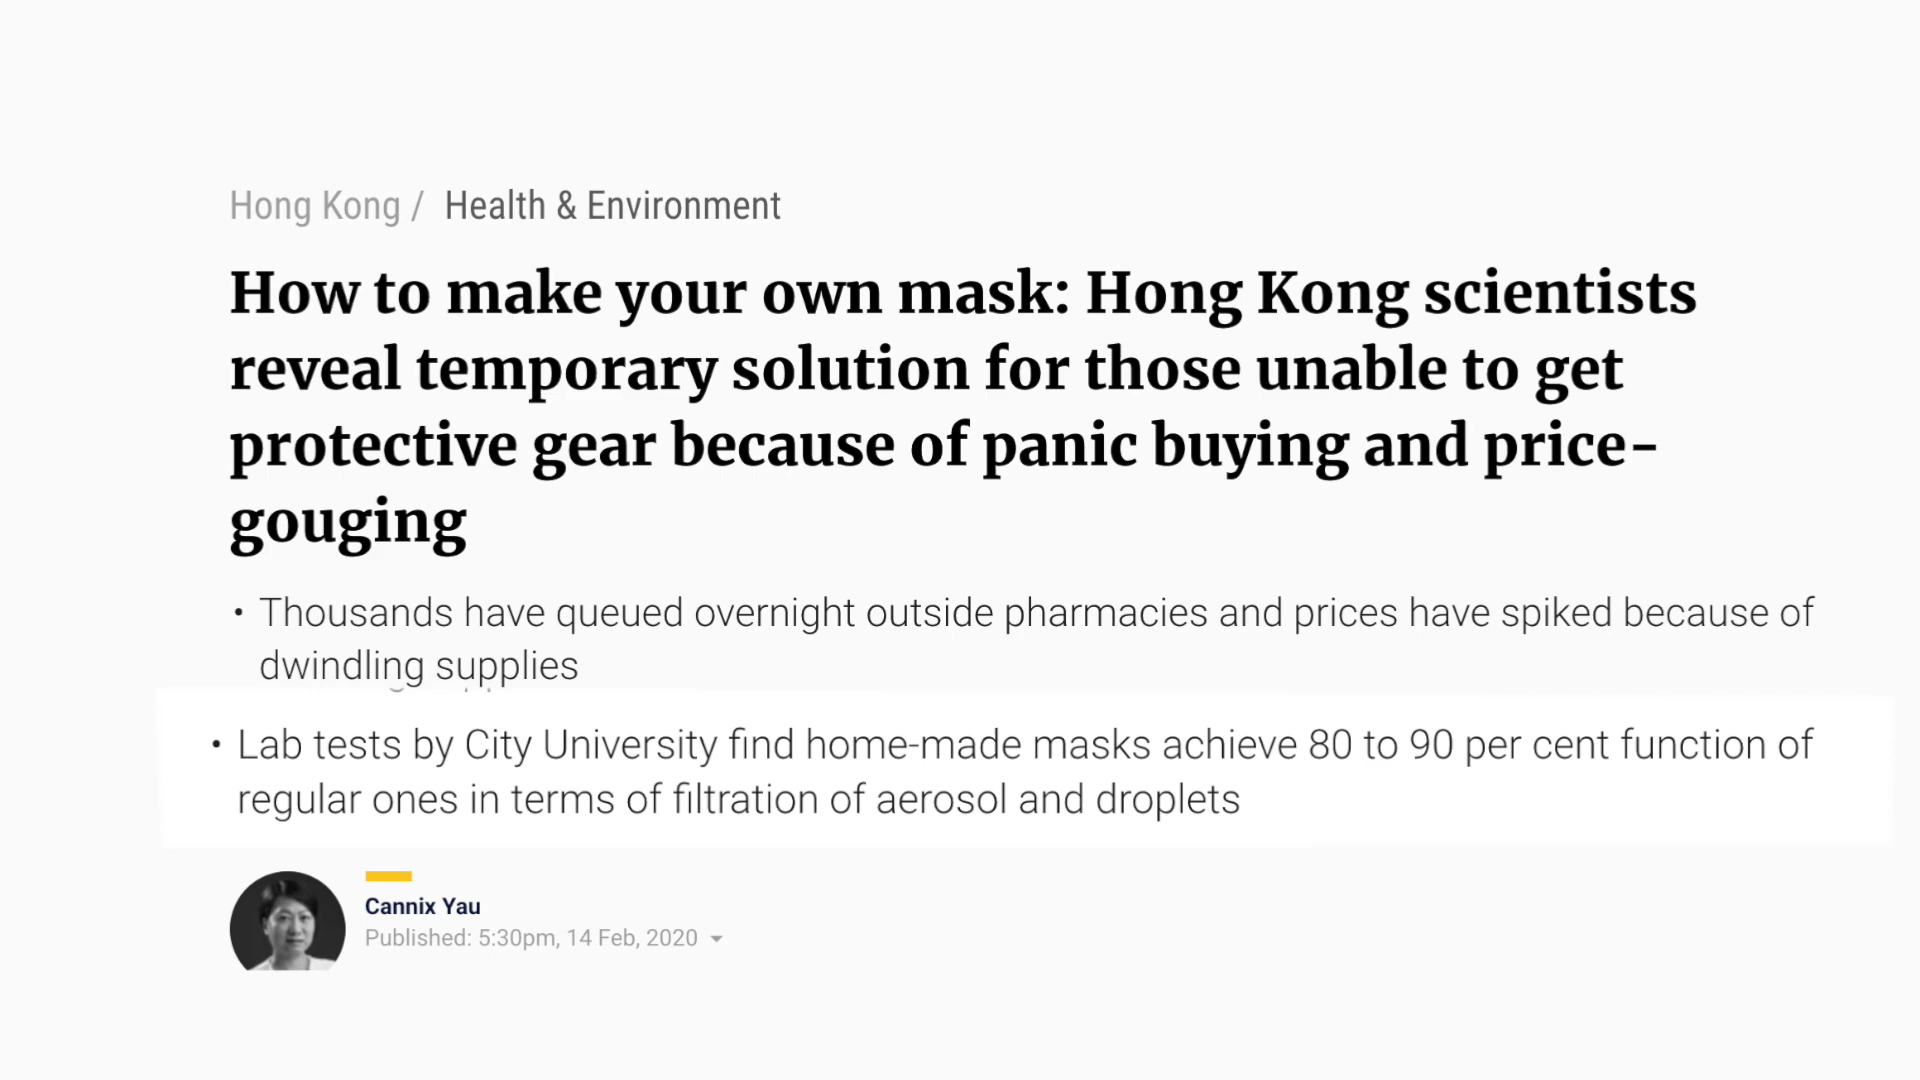 Hong Kong / Health & Environment
How to make your own mask: Hong Kong scientists
reveal temporary solution for those unable to get
protective gear because of panic buying and price-
gouging
• Thousands have queued overnight outside pharmacies and prices have spiked because of
dwindling supplies
• Lab tests by City University find home-made masks achieve 80 to 90 per cent function of
regular ones in terms of filtration of aerosol and droplets
Cannix Yau
Published: 5:30pm, 14 Feb, 2020